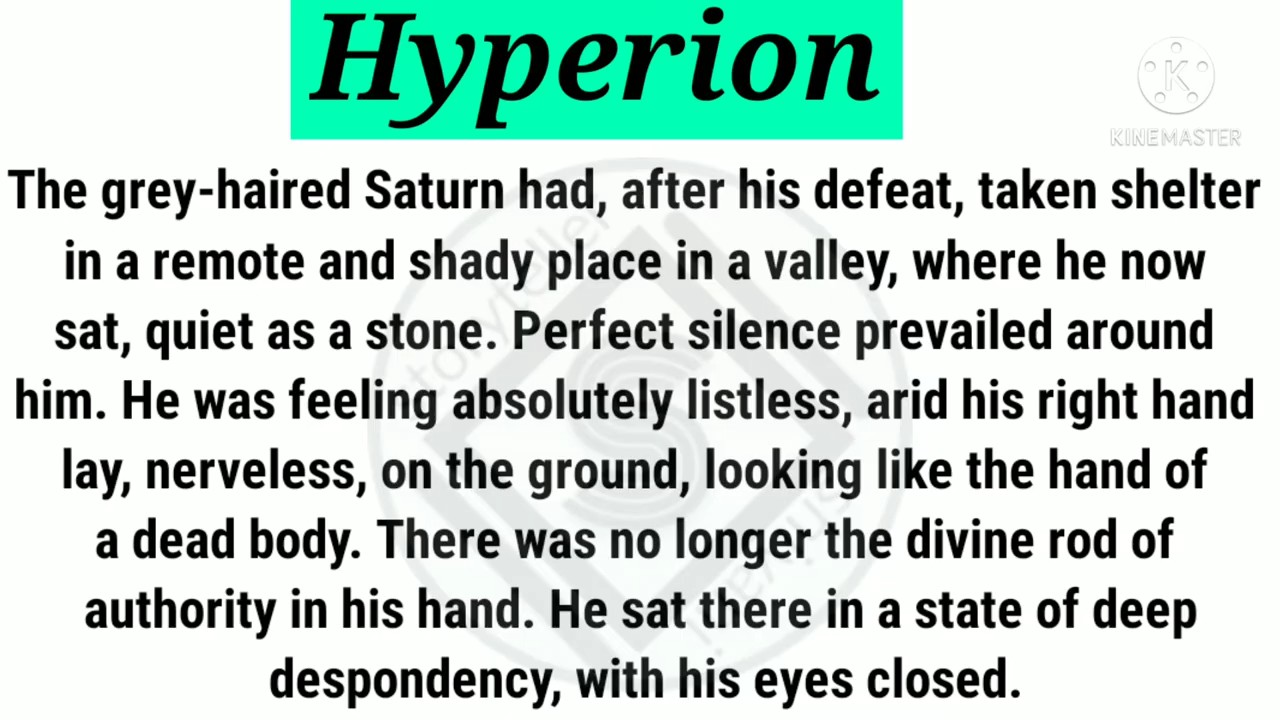 Hyperion
K
KINEMASTER
The grey-haired Saturn had, after his defeat, taken shelter
in a remote and shady place in a valley, where he now
sat, quiet as a stone. Perfect silence prevailed around
him. He was feeling absolutely listless, arid his right hand
lay, nerveless, on the ground, looking like the hand of
a dead body. There was no longer the divine rod of
authority in his hand. He sat there in a state of deep
despondency, with his eyes closed.